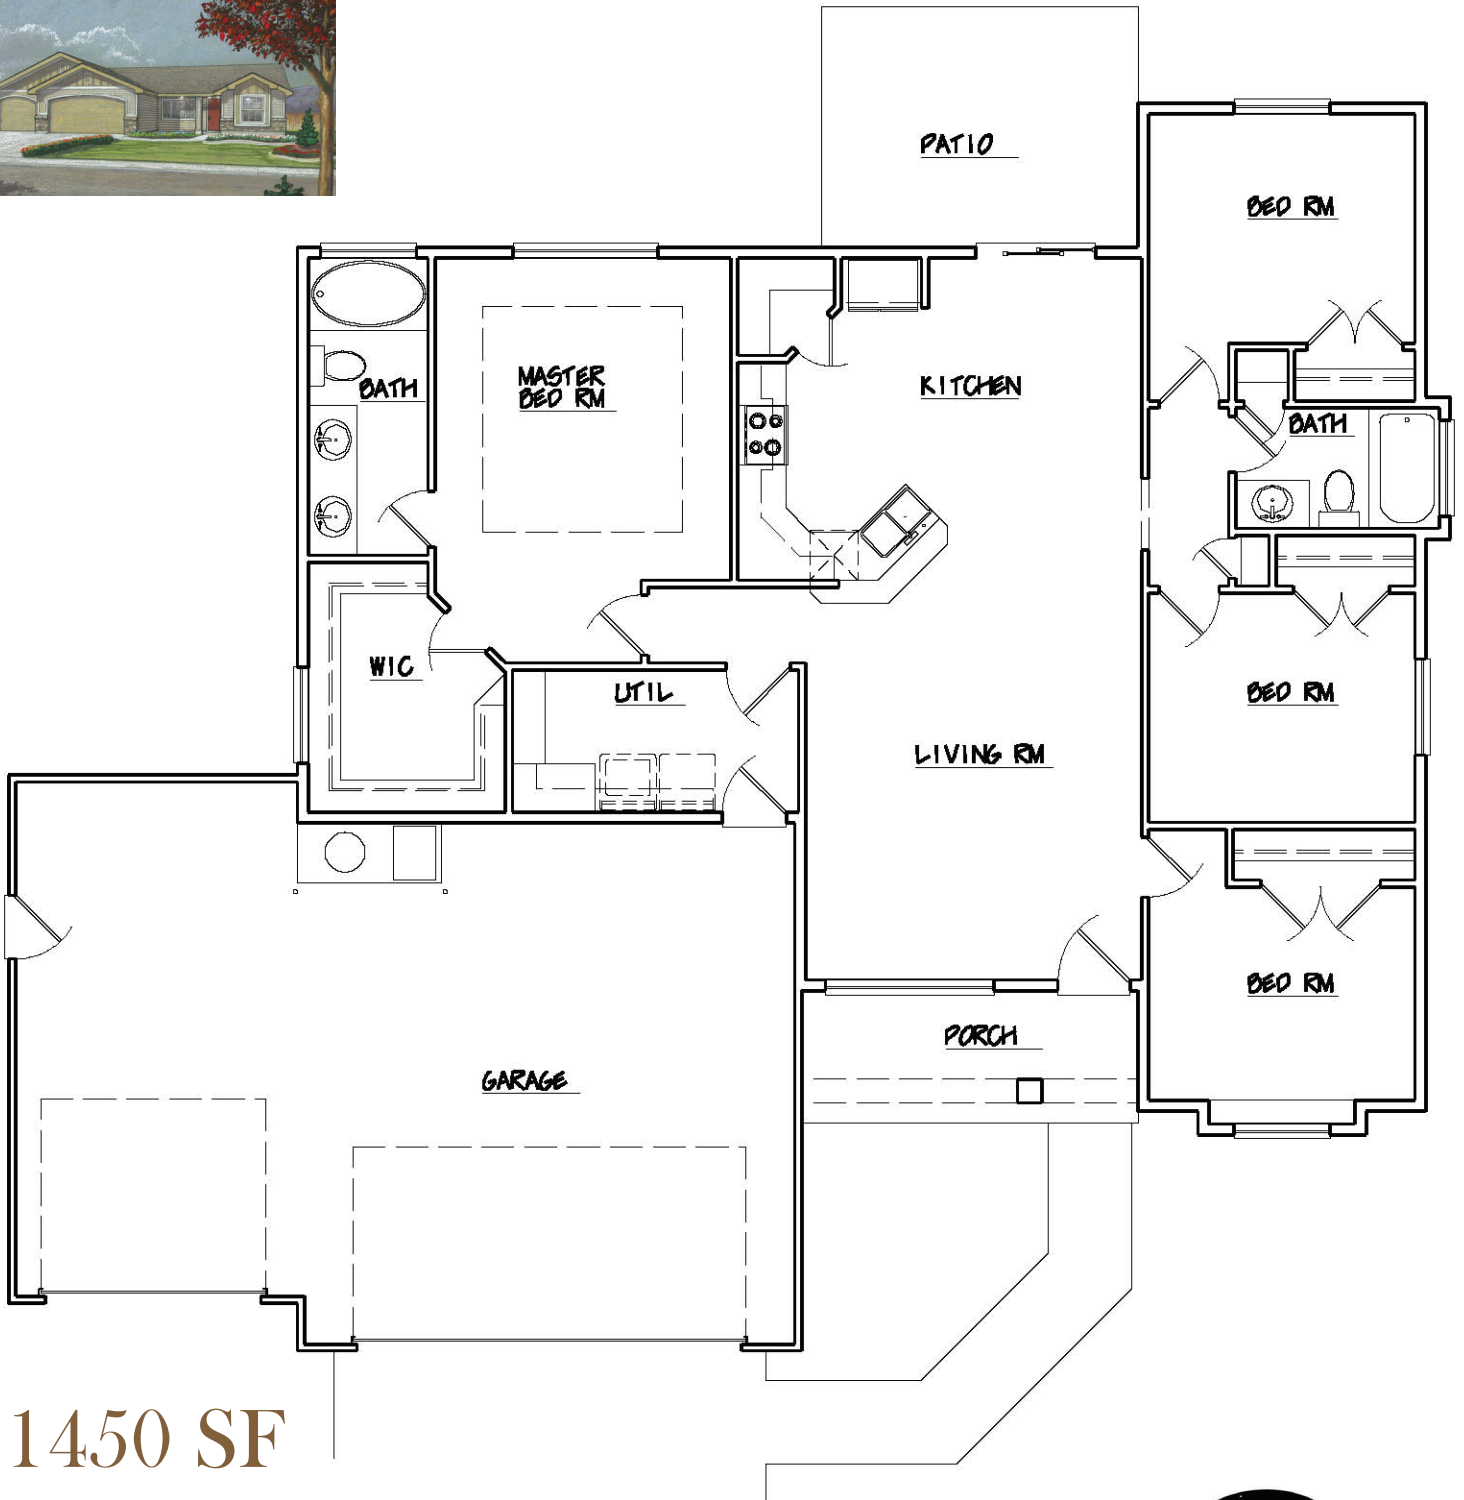 PATIO
BED RM
MASTER
BED RM
BATH
KITCHEN
BATH
WIC
UTIL
BED RM
LIVING RM
BED RM
PORCH
GARAGE
1450 SF